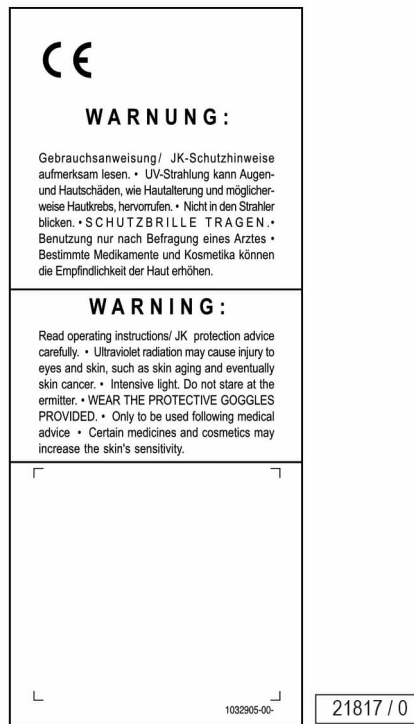 CE
WARNUNG:
Gebrauchsanweisung/ JK-Schutzhinweise
aufmerksam lesen. • UV-Strahlung kann Augen-
und Hautschäden, wie Hautalterung und möglicher-
weise Hautkrebs, hervorrufen. • Nicht in den Strahler
blicken. • SCHUTZBRILLE TRAGEN.•
Benutzung nur nach Befragung eines Arztes •
Bestimmte Medikamente und Kosmetika können
die Empfindlichkeit der Haut erhöhen.
WARNING:
Read operating instructions/ JK protection advice
carefully. • Ultraviolet radiation may cause injury to
eyes and skin, such as skin aging and eventually
skin cancer. • Intensive light. Do not stare at the
ermitter. • WEAR THE PROTECTIVE GOGGLES
PROVIDED. • Only to be used following medical
advice • Certain medicines and cosmetics may
increase the skin's sensitivity.
1032905-00-
21817 / 0